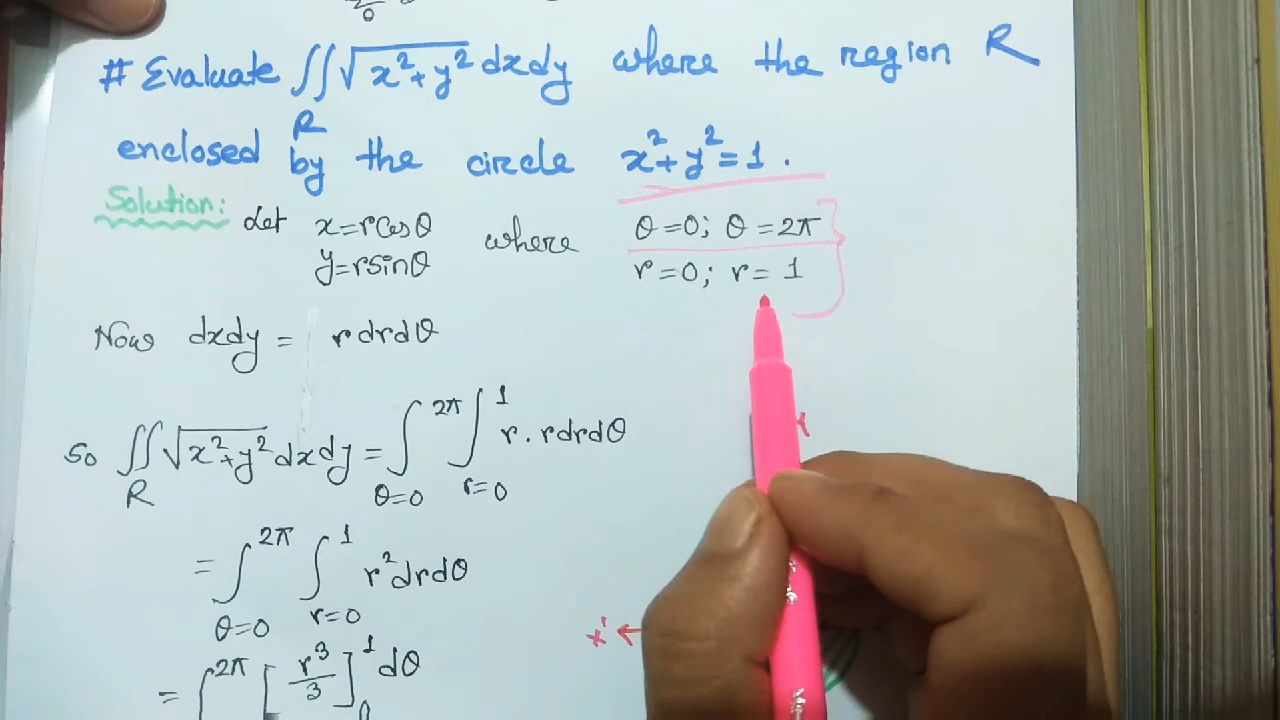 # Evaluate ∬_R √(x²+y²) dxdy where the region R
enclosed by the circle x²+y²=1.
Solution: Let x=rcosθ where θ=0; θ=2π
y=rsinθ r=0; r=1
Now dxdy = rdrdθ
So ∬_R √(x²+y²) dxdy = ∫_{θ=0}^{2π} ∫_{r=0}^{1} r.rdrdθ
= ∫_{θ=0}^{2π} ∫_{r=0}^{1} r²drdθ
= ∫^{2π} [r³/3]_0^1 dθ
x'